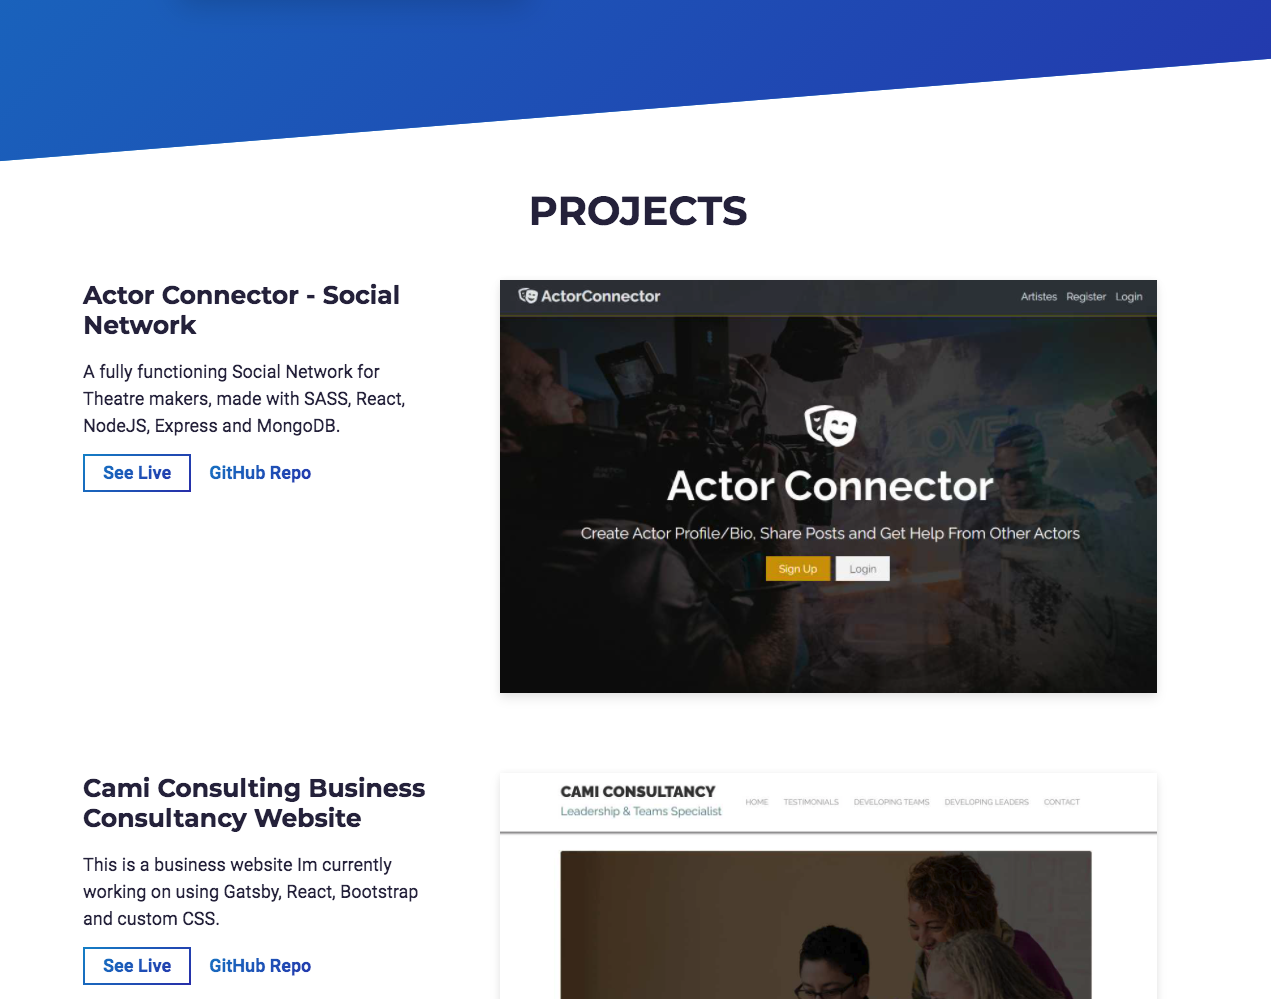 PROJECTS
Actor Connector - Social
Network
A fully functioning Social Network for
Theatre makers, made with SASS, React,
NodeJS, Express and MongoDB.
See Live GitHub Repo
ActorConnector Artistes Register Login
Actor Connector
Create Actor Profile/Bio, Share Posts and Get Help From Other Actors
Sign Up Login
Cami Consulting Business
Consultancy Website
This is a business website Im currently
working on using Gatsby, React, Bootstrap
and custom CSS.
See Live GitHub Repo
CAMI CONSULTANCY
Leadership & Teams Specialist
HOME TESTIMONIALS DEVELOPING TEAMS DEVELOPING LEADERS CONTACT